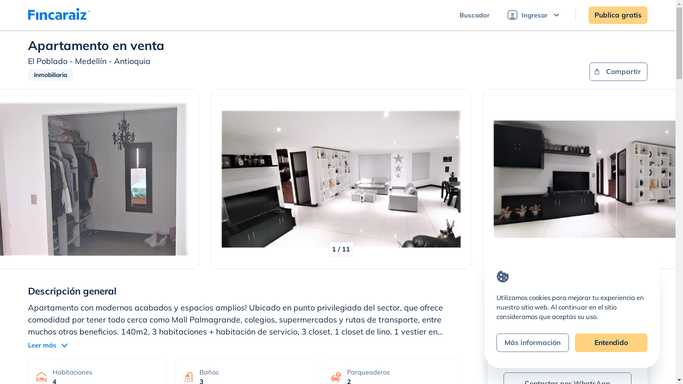 Fincaraiz
Buscador
Ingresar
Publica gratis
Apartamento en venta
El Poblado - Medellín - Antioquia
Inmobiliaria
Compartir
1 / 11
Descripción general
Apartamento con modernos acabados y espacios amplios! Ubicado en punto privilegiada del sector, que ofrece
comodidad por tener todo cerca como Mall Palmagrande, colegios, supermercados y rutas de transporte, entre
muchos otros beneficios. 140m2, 3 habitaciones + habitación de servicio, 3 closet, 1 closet de lino, 1 vestier en...
Leer más
Habitaciones
4
Baños
3
Parqueaderos
2
Utilizamos cookies para mejorar tu experiencia en
nuestro sitio web. Al continuar en el sitio
consideramos que aceptas su uso.
Más información
Entendido
Contactar por WhatsApp